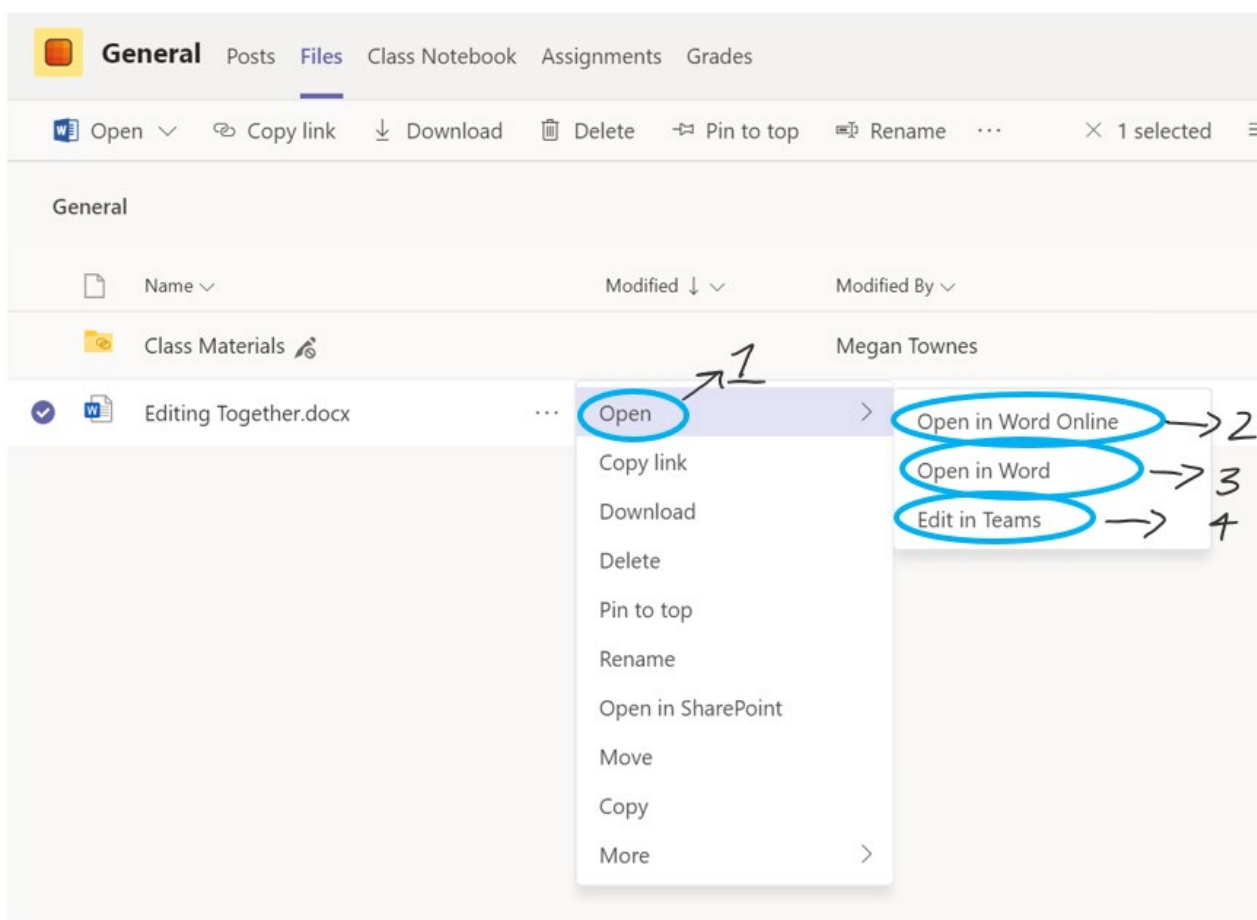 General Posts Files Class Notebook Assignments Grades
Open Copy link Download Delete Pin to top Rename ... 1 selected
General
Name Modified Modified By
Class Materials Megan Townes
1
Editing Together.docx ... Open
Open in Word Online 2
Copy link
Open in Word 3
Download
Edit in Teams 4
Delete
Pin to top
Rename
Open in SharePoint
Move
Copy
More